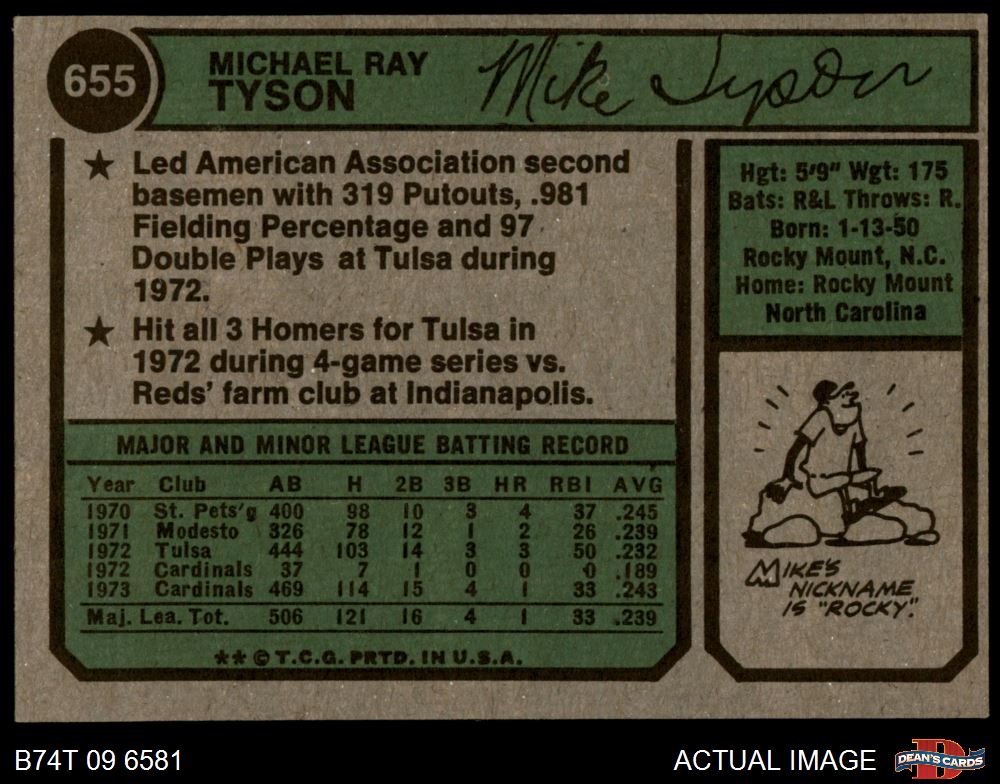 655
MICHAEL RAY
TYSON
Mike Tyson
★ Led American Association second
basemen with 319 Putouts, .981
Fielding Percentage and 97
Double Plays at Tulsa during
1972.
★ Hit all 3 Homers for Tulsa in
1972 during 4-game series vs.
Reds' farm club at Indianapolis.
Hgt: 5'9" Wgt: 175
Bats: R&L Throws: R.
Born: 1-13-50
Rocky Mount, N.C.
Home: Rocky Mount
North Carolina
MAJOR AND MINOR LEAGUE BATTING RECORD
Year Club AB H 2B 3B HR RBI AVG
1970 St. Pets'g 400 98 10 3 4 37 .245
1971 Modesto 326 78 12 1 2 26 .239
1972 Tulsa 444 103 14 3 3 50 .232
1972 Cardinals 37 7 1 0 0 0 .189
1973 Cardinals 469 114 15 4 1 33 .243
Maj. Lea. Tot. 506 121 16 4 1 33 .239
** © T.C.G. PRTD. IN U.S.A.
MIKE'S
NICKNAME
IS "ROCKY."
B74T 09 6581
ACTUAL IMAGE
DEAN'S CARDS